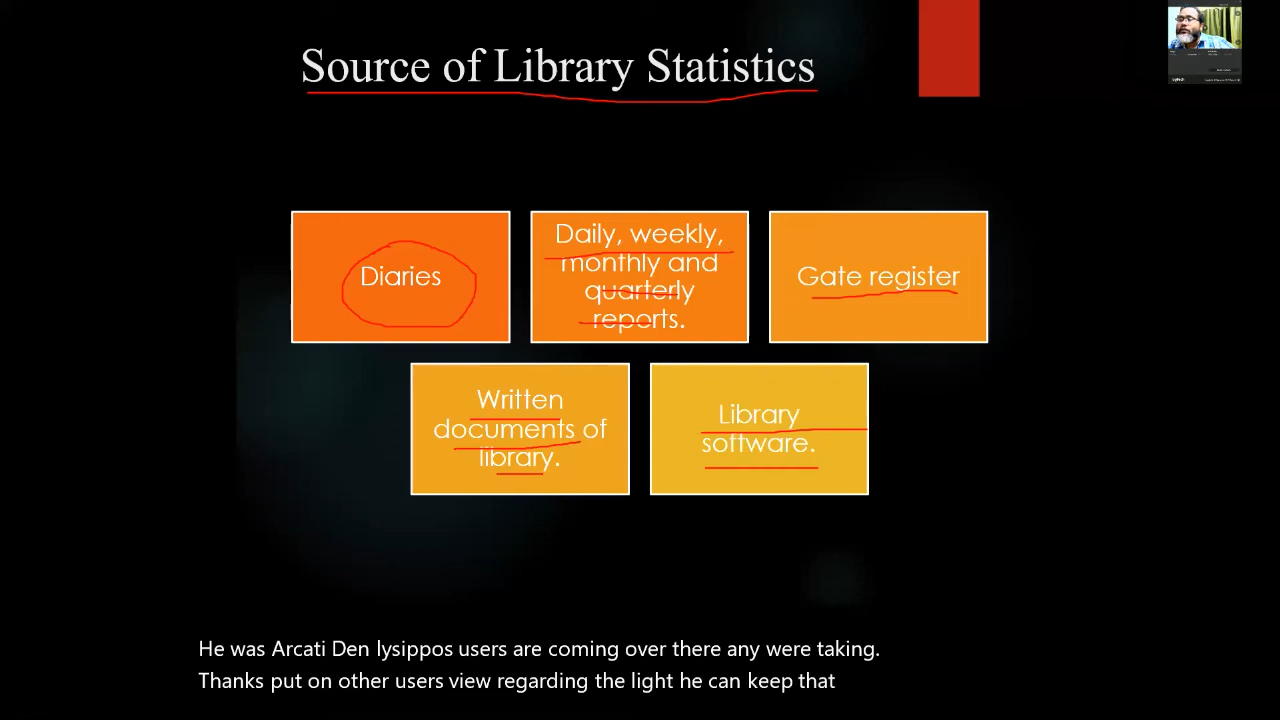 Source of Library Statistics
Diaries
Daily, weekly,
monthly and
quarterly
reports.
Gate register
Written
documents of
library.
Library
software.
He was Arcati Den lysippos users are coming over there any were taking.
Thanks put on other users view regarding the light he can keep that